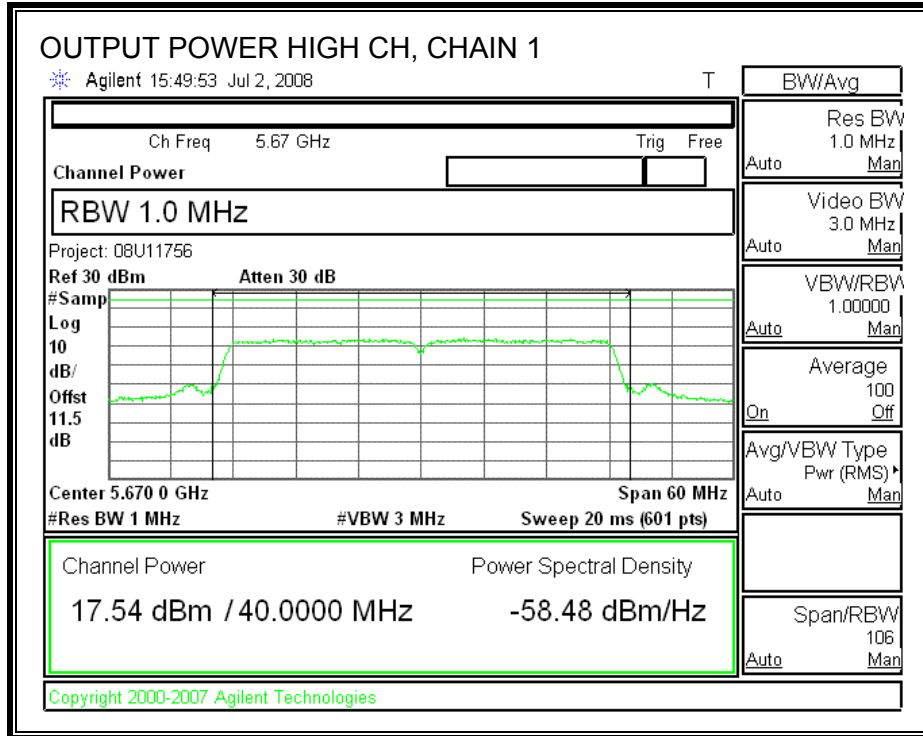 OUTPUT POWER HIGH CH, CHAIN 1
Agilent 15:49:53 Jul 2, 2008 T
Ch Freq 5.67 GHz Trig Free
Channel Power
RBW 1.0 MHz
Project: 08U11756
Ref 30 dBm Atten 30 dB
#Samp
Log
10
dB/
Offst
11.5
dB
Center 5.670 0 GHz Span 60 MHz
#Res BW 1 MHz #VBW 3 MHz Sweep 20 ms (601 pts)
Channel Power Power Spectral Density
17.54 dBm / 40.0000 MHz -58.48 dBm/Hz
Copyright 2000-2007 Agilent Technologies
BW/Avg
Res BW
1.0 MHz
Auto Man
Video BW
3.0 MHz
Auto Man
VBW/RBW
1.00000
Auto Man
Average
100
On Off
Avg/VBW Type
Pwr (RMS)
Auto Man
Span/RBW
106
Auto Man